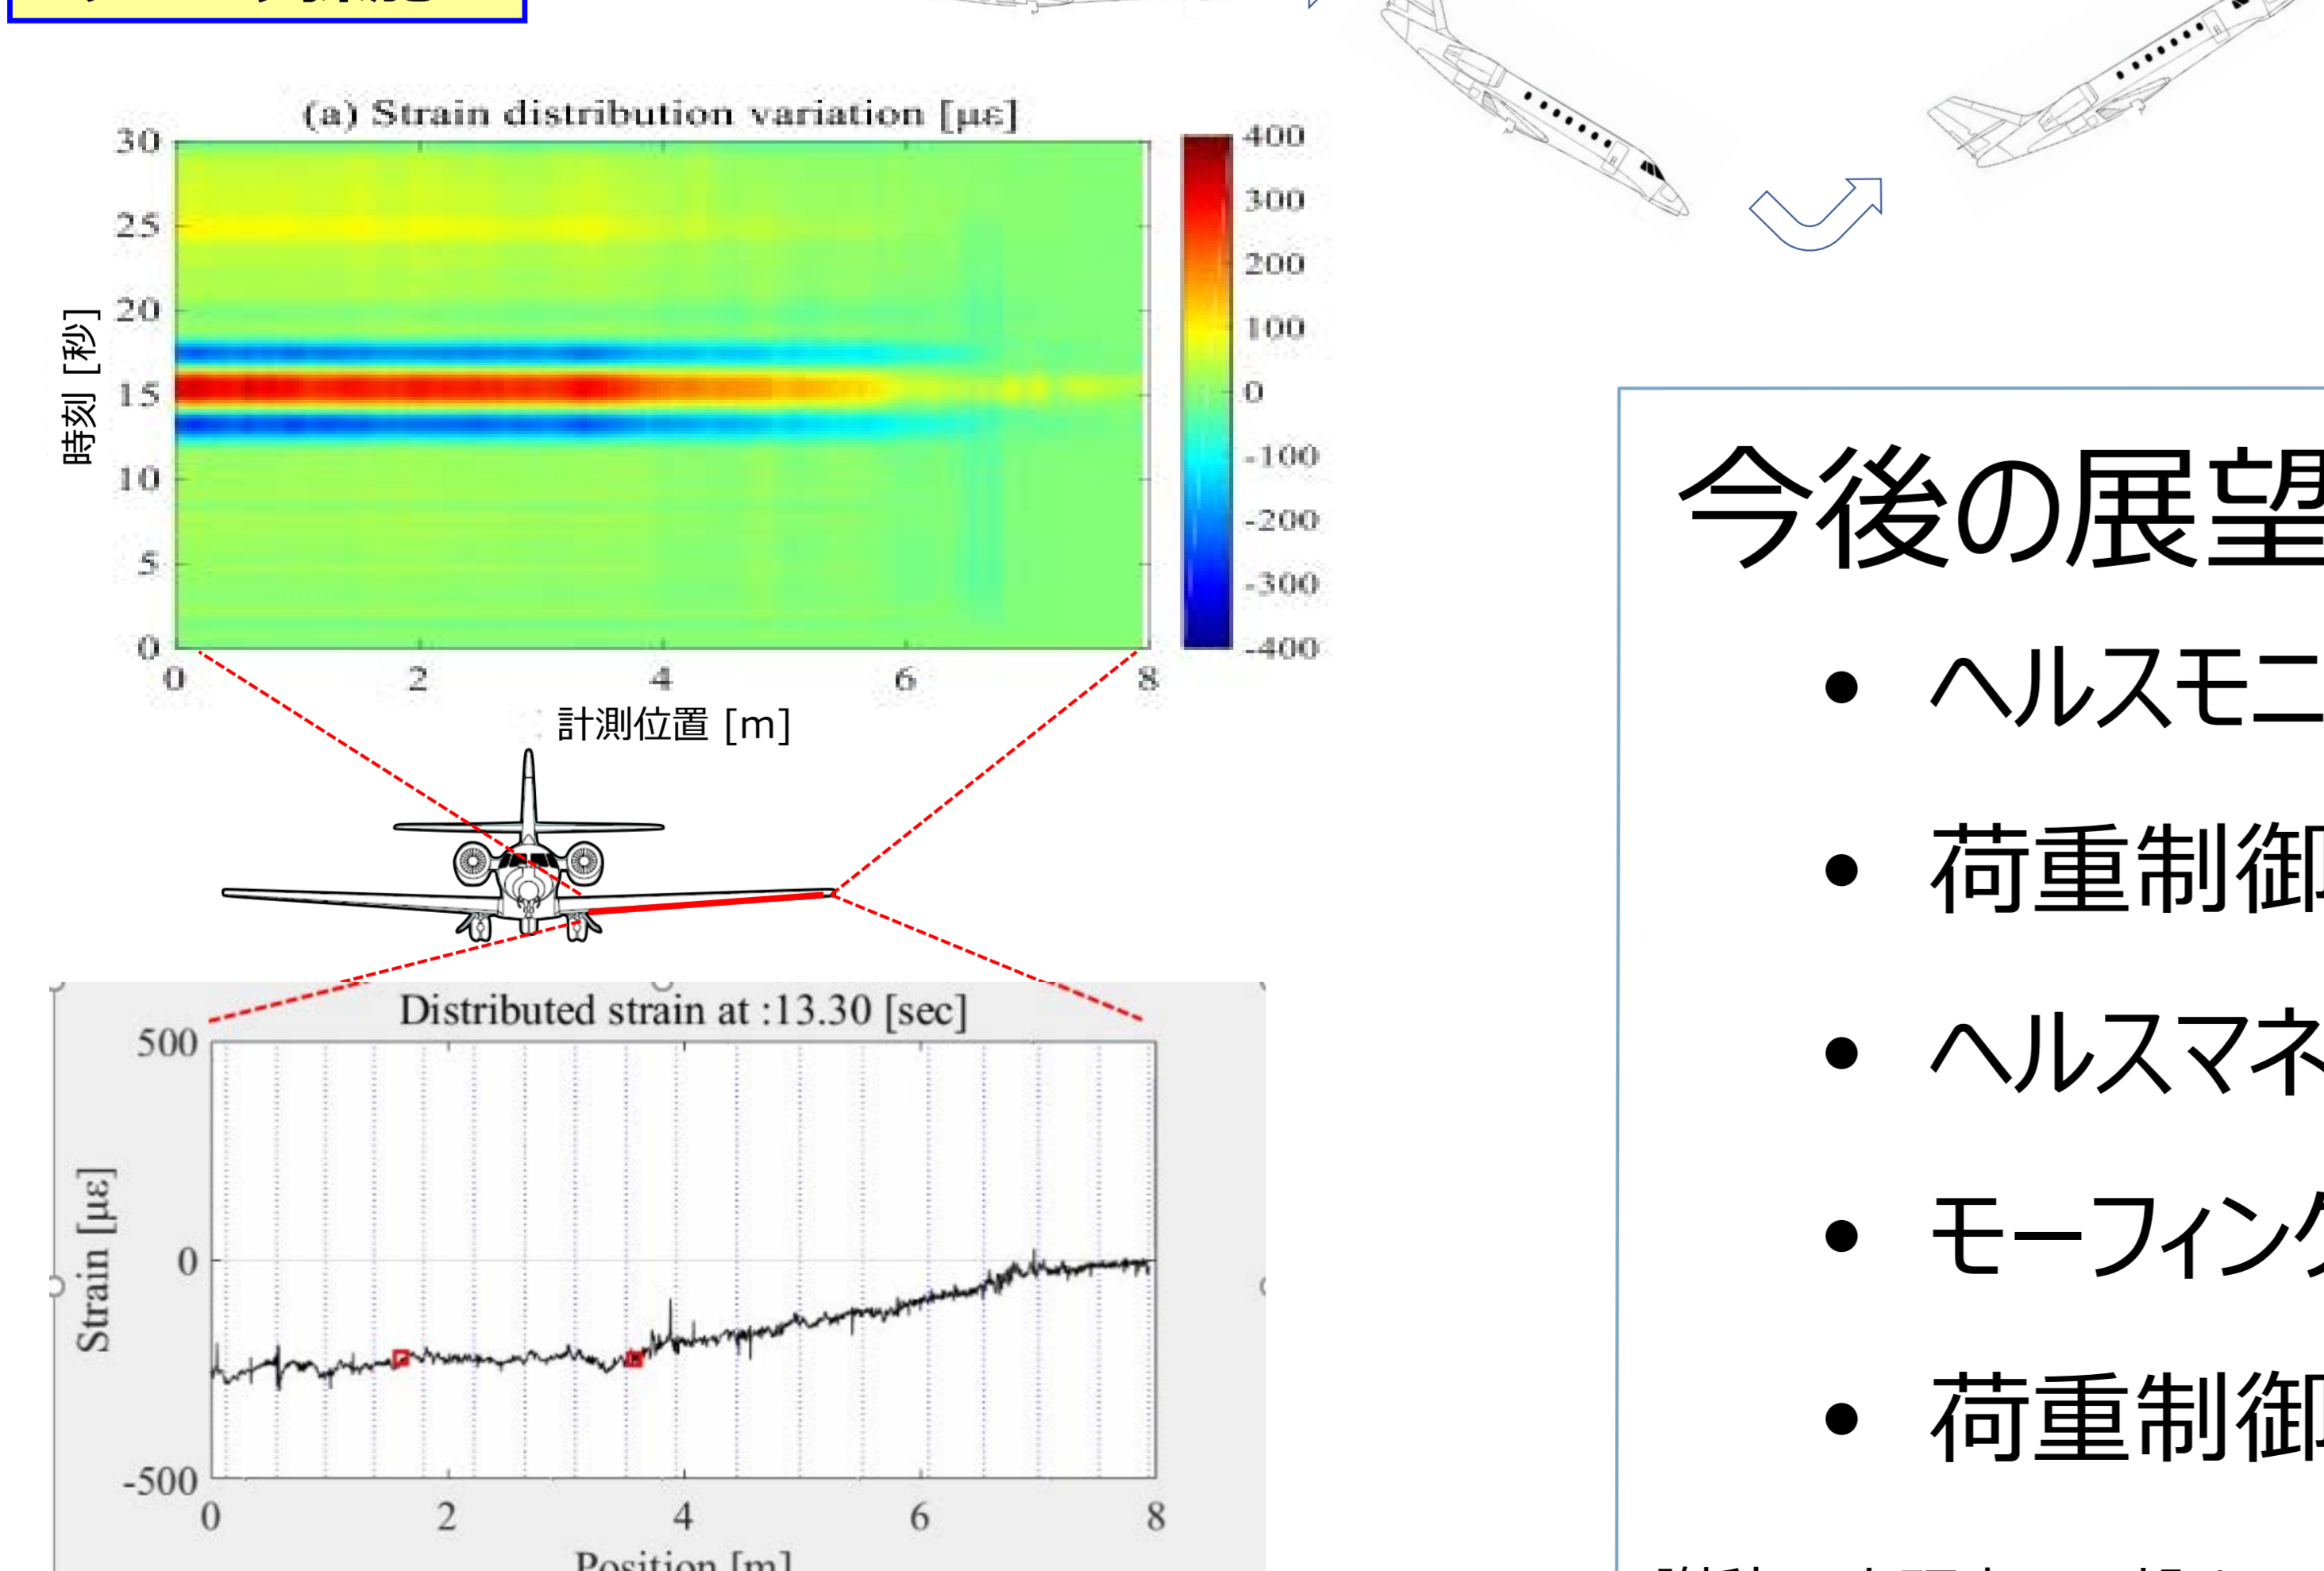 (a) Strain distribution variation [με]
30
25
20
15
10
5
0
時刻 [秒]
0 2 4 6 8
計測位置 [m]
400
300
200
100
0
-100
-200
-300
-400
Distributed strain at :13.30 [sec]
500
0
-500
Strain [με]
0 2 4 6 8
Position [m]
今後の展望
• ヘルスモニ
• 荷重制御
• ヘルスマネ
• モーフィング
• 荷重制御